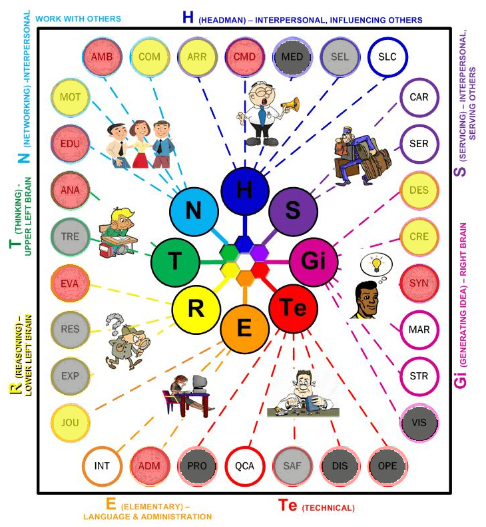 WORK WITH OTHERS
H (HEADMAN) – INTERPERSONAL, INFLUENCING OTHERS
AMB COM ARR CMD MED SEL SLC
N (NETWORKING) -INTERPERSONAL
MOT
EDU
T (THINKING) -
UPPER LEFT BRAIN
ANA
TRE
R (REASONING) –
LOWER LEFT BRAIN
EVA
RES
EXP
JOU
CAR
SER
S (SERVICING) – INTERPERSONAL,
SERVING OTHERS
DES
CRE
SYN
MAR
STR
VIS
Gi (GENERATING IDEA) – RIGHT BRAIN
H
N
S
T
Gi
R
Te
E
INT ADM PRO QCA SAF DIS OPE
E (ELEMENTARY) –
LANGUAGE & ADMINISTRATION
Te (TECHNICAL)